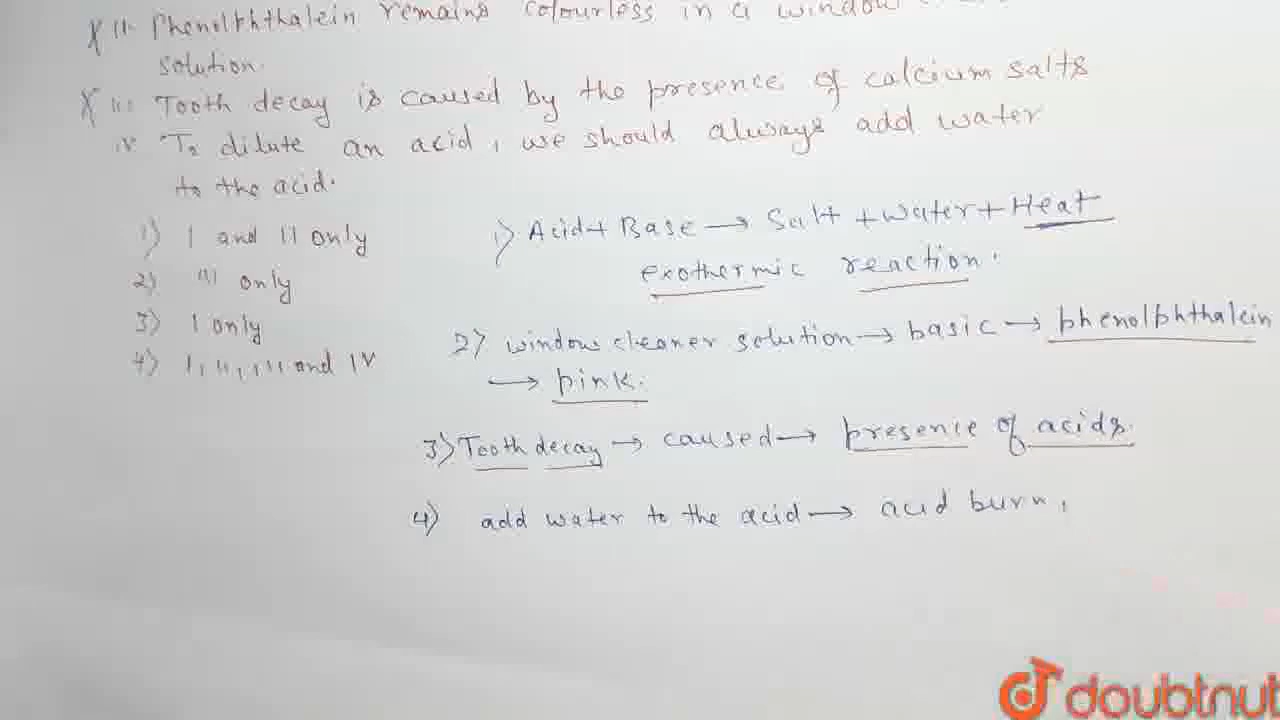 X II. Phenolphthalein remains colourless in a window
solution.
X III Tooth decay is caused by the presence of calcium salts
IV To dilute an acid, we should always add water
to the acid.
1) I and II only
2) III only
3) I only
4) I, II, III and IV
1) Acid + Base → Salt + water + Heat
exothermic reaction.
2) window cleaner solution → basic → phenolphthalein
→ pink.
3) Tooth decay → caused → presence of acids.
4) add water to the acid → acid burn,
doubtnut